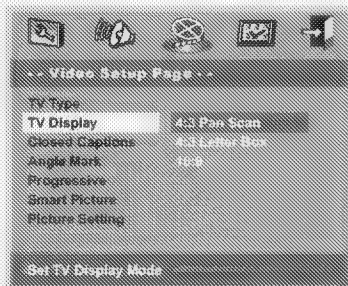 - - Video Setup Page - -
TV Type
TV Display 4:3 Pan Scan
Closed Captions 4:3 Letter Box
Angle Mark 16:9
Progressive
Smart Picture
Picture Setting
Set TV Display Mode